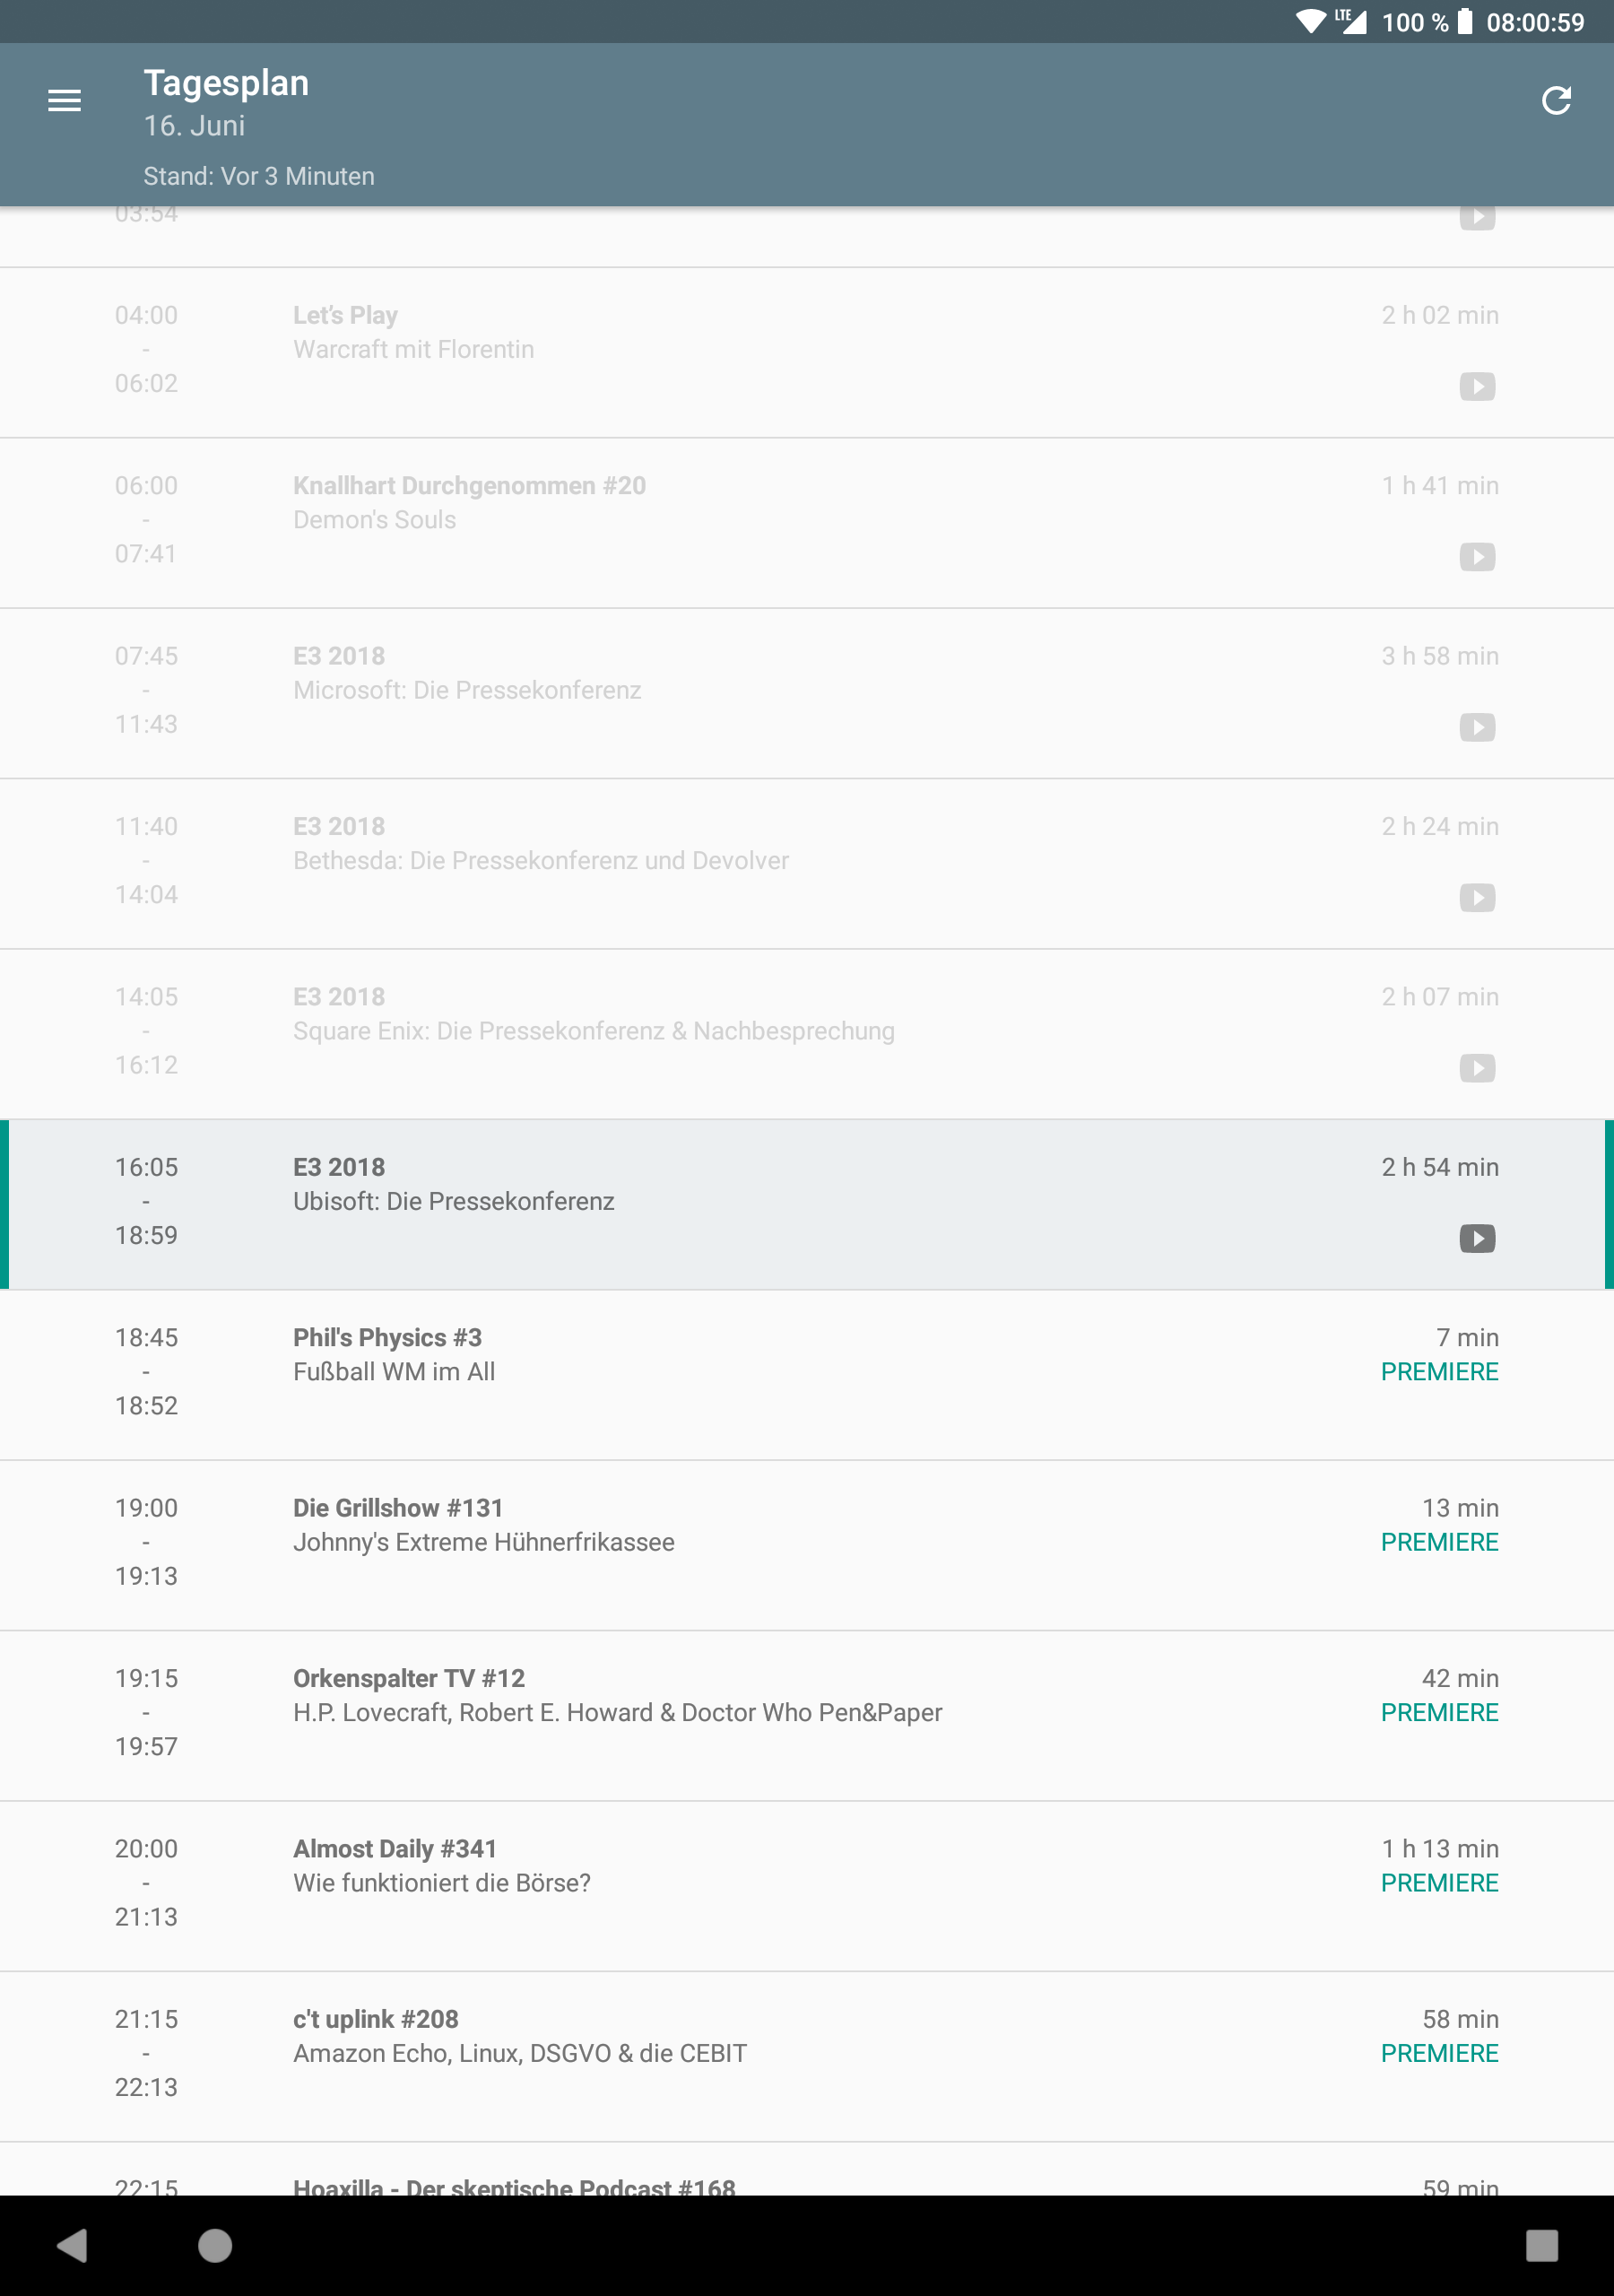 LTE 100 % 08:00:59
Tagesplan
16. Juni
Stand: Vor 3 Minuten
03:54
04:00 Let's Play 2 h 02 min
- Warcraft mit Florentin
06:02
06:00 Knallhart Durchgenommen #20 1 h 41 min
- Demon's Souls
07:41
07:45 E3 2018 3 h 58 min
- Microsoft: Die Pressekonferenz
11:43
11:40 E3 2018 2 h 24 min
- Bethesda: Die Pressekonferenz und Devolver
14:04
14:05 E3 2018 2 h 07 min
- Square Enix: Die Pressekonferenz & Nachbesprechung
16:12
16:05 E3 2018 2 h 54 min
- Ubisoft: Die Pressekonferenz
18:59
18:45 Phil's Physics #3 7 min
- Fußball WM im All PREMIERE
18:52
19:00 Die Grillshow #131 13 min
- Johnny's Extreme Hühnerfrikassee PREMIERE
19:13
19:15 Orkenspalter TV #12 42 min
- H.P. Lovecraft, Robert E. Howard & Doctor Who Pen&Paper PREMIERE
19:57
20:00 Almost Daily #341 1 h 13 min
- Wie funktioniert die Börse? PREMIERE
21:13
21:15 c't uplink #208 58 min
- Amazon Echo, Linux, DSGVO & die CEBIT PREMIERE
22:13
22:15 Hoaxilla - Der skeptische Podcast #168 59 min